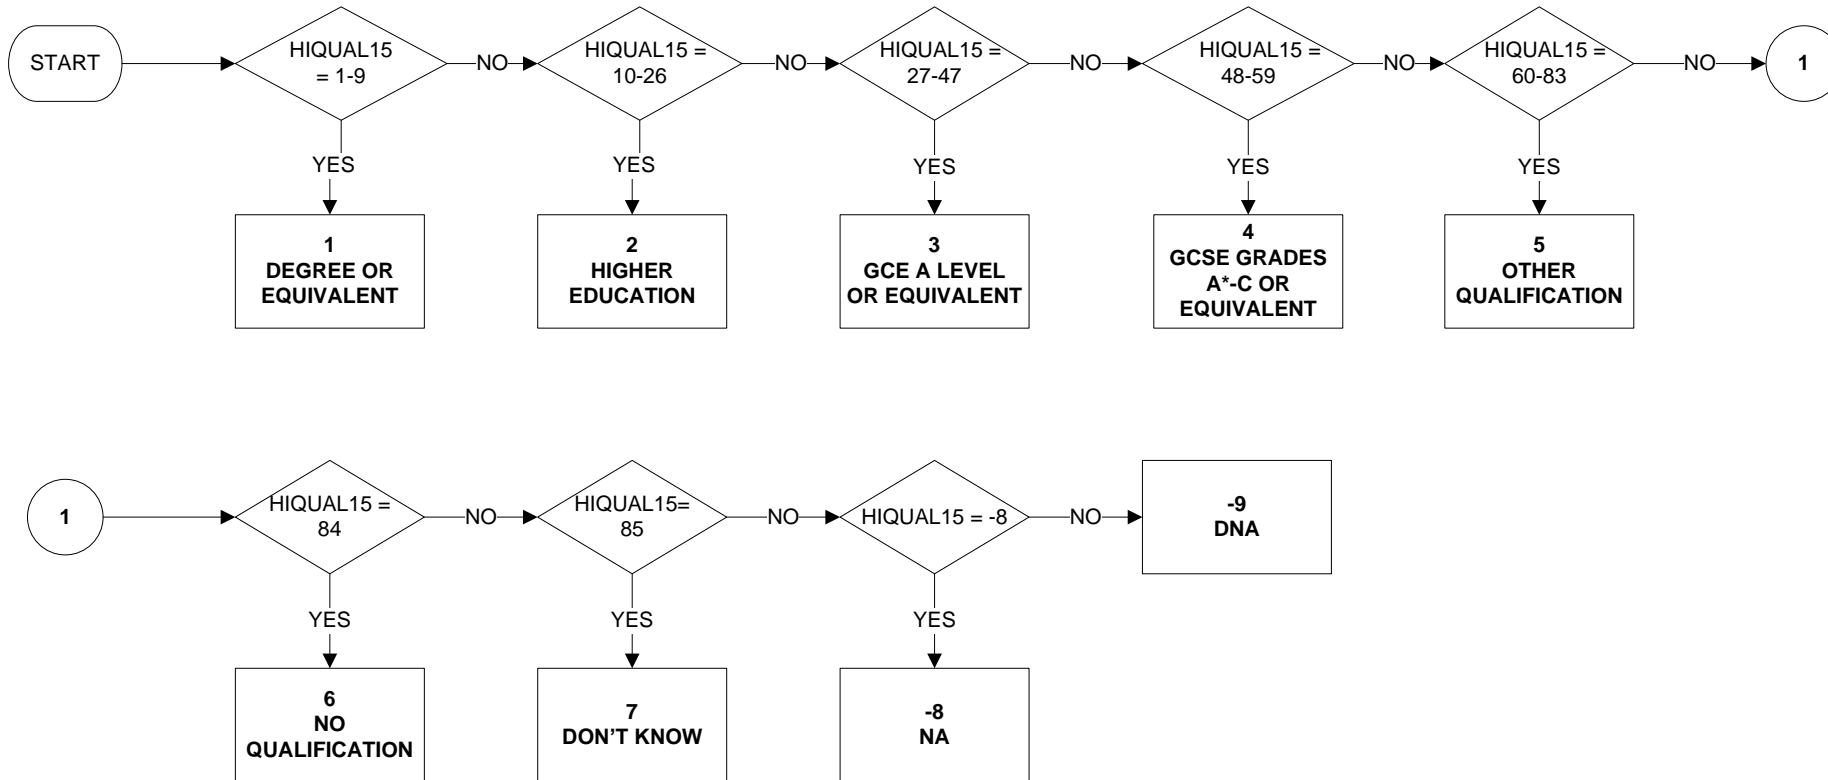 START
HIQUAL15
= 1-9
NO
HIQUAL15 =
10-26
NO
HIQUAL15 =
27-47
NO
HIQUAL15 =
48-59
NO
HIQUAL15 =
60-83
NO
1
YES
YES
YES
YES
YES
1
DEGREE OR
EQUIVALENT
2
HIGHER
EDUCATION
3
GCE A LEVEL
OR EQUIVALENT
4
GCSE GRADES
A*-C OR
EQUIVALENT
5
OTHER
QUALIFICATION
1
HIQUAL15 =
84
NO
HIQUAL15=
85
NO
HIQUAL15 = -8
NO
-9
DNA
YES
YES
YES
6
NO
QUALIFICATION
7
DON'T KNOW
-8
NA